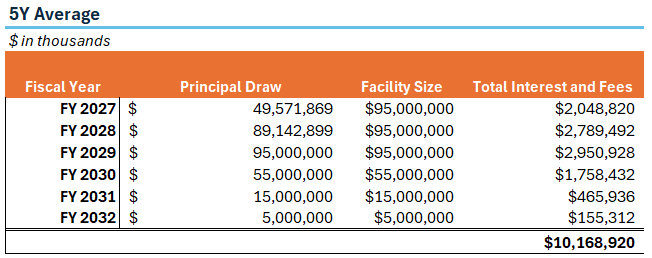 5Y Average
$ in thousands
Fiscal Year Principal Draw Facility Size Total Interest and Fees
FY 2027 $ 49,571,869 $95,000,000 $2,048,820
FY 2028 $ 89,142,899 $95,000,000 $2,789,492
FY 2029 $ 95,000,000 $95,000,000 $2,950,928
FY 2030 $ 55,000,000 $55,000,000 $1,758,432
FY 2031 $ 15,000,000 $15,000,000 $465,936
FY 2032 $ 5,000,000 $5,000,000 $155,312
$10,168,920